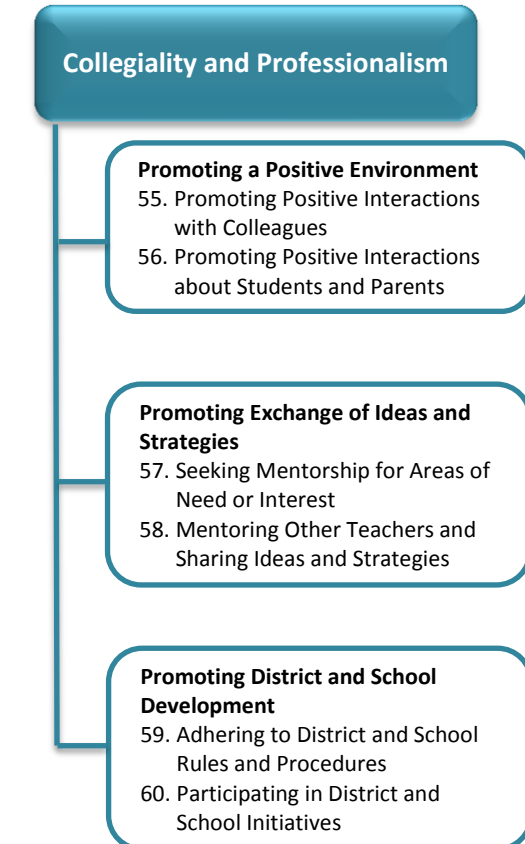 Collegiality and Professionalism
Promoting a Positive Environment
55. Promoting Positive Interactions
with Colleagues
56. Promoting Positive Interactions
about Students and Parents
Promoting Exchange of Ideas and
Strategies
57. Seeking Mentorship for Areas of
Need or Interest
58. Mentoring Other Teachers and
Sharing Ideas and Strategies
Promoting District and School
Development
59. Adhering to District and School
Rules and Procedures
60. Participating in District and
School Initiatives